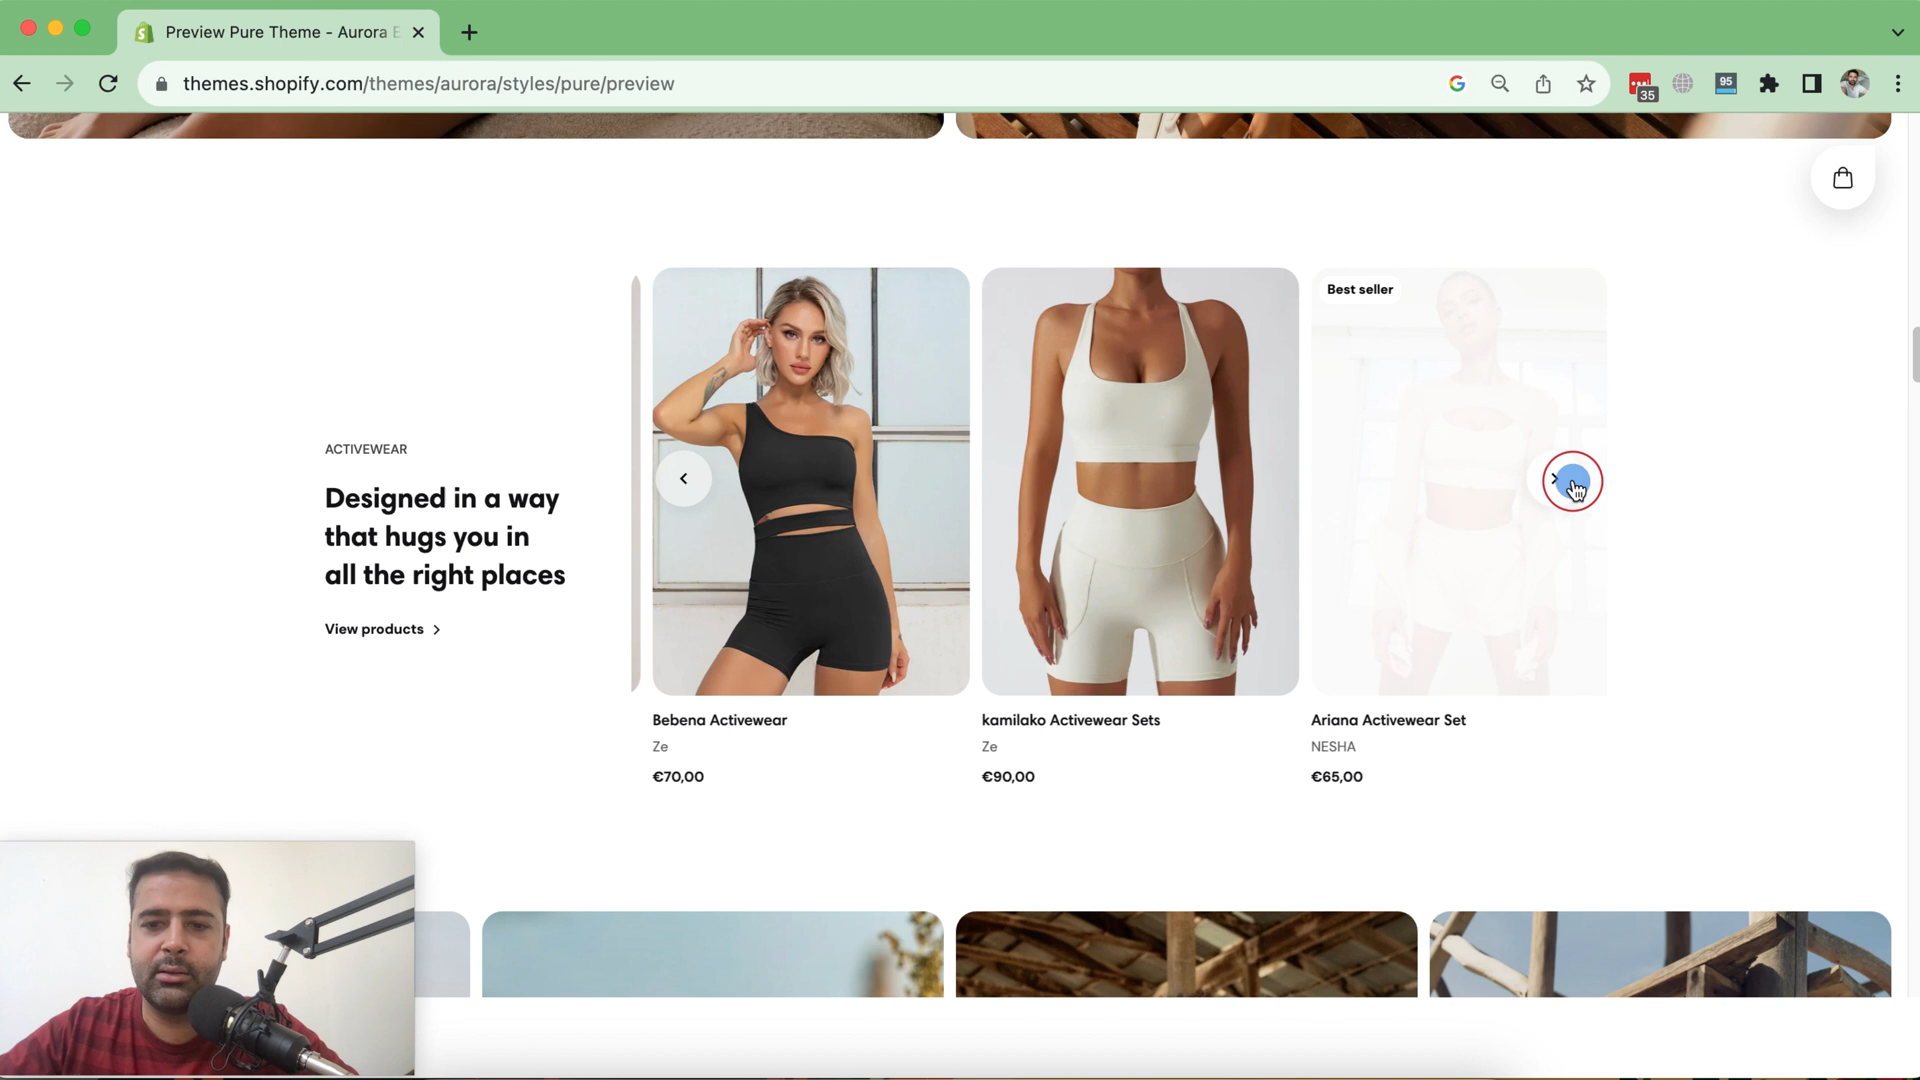 Preview Pure Theme - Aurora E
themes.shopify.com/themes/aurora/styles/pure/preview
35
95
Best seller
ACTIVEWEAR
Designed in a way
that hugs you in
all the right places
View products
Bebena Activewear
Ze
€70,00
kamilako Activewear Sets
Ze
€90,00
Ariana Activewear Set
NESHA
€65,00